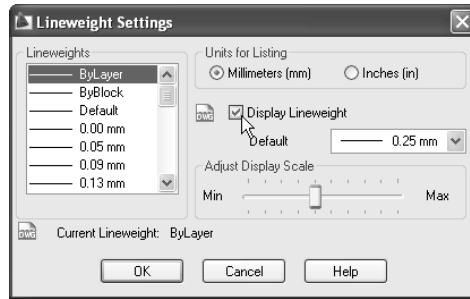 Lineweight Settings
Lineweights
ByLayer
ByBlock
Default
0.00 mm
0.05 mm
0.09 mm
0.13 mm
Units for Listing
Millimeters (mm) Inches (in)
DWG Display Lineweight
Default 0.25 mm
Adjust Display Scale
Min Max
DWG Current Lineweight: ByLayer
OK Cancel Help